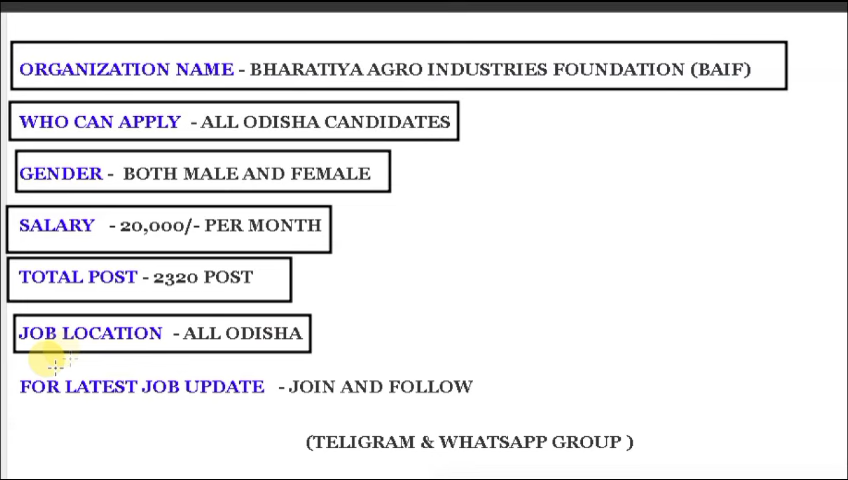 ORGANIZATION NAME - BHARATIYA AGRO INDUSTRIES FOUNDATION (BAIF)
WHO CAN APPLY - ALL ODISHA CANDIDATES
GENDER - BOTH MALE AND FEMALE
SALARY - 20,000/- PER MONTH
TOTAL POST - 2320 POST
JOB LOCATION - ALL ODISHA
FOR LATEST JOB UPDATE - JOIN AND FOLLOW
(TELIGRAM & WHATSAPP GROUP )